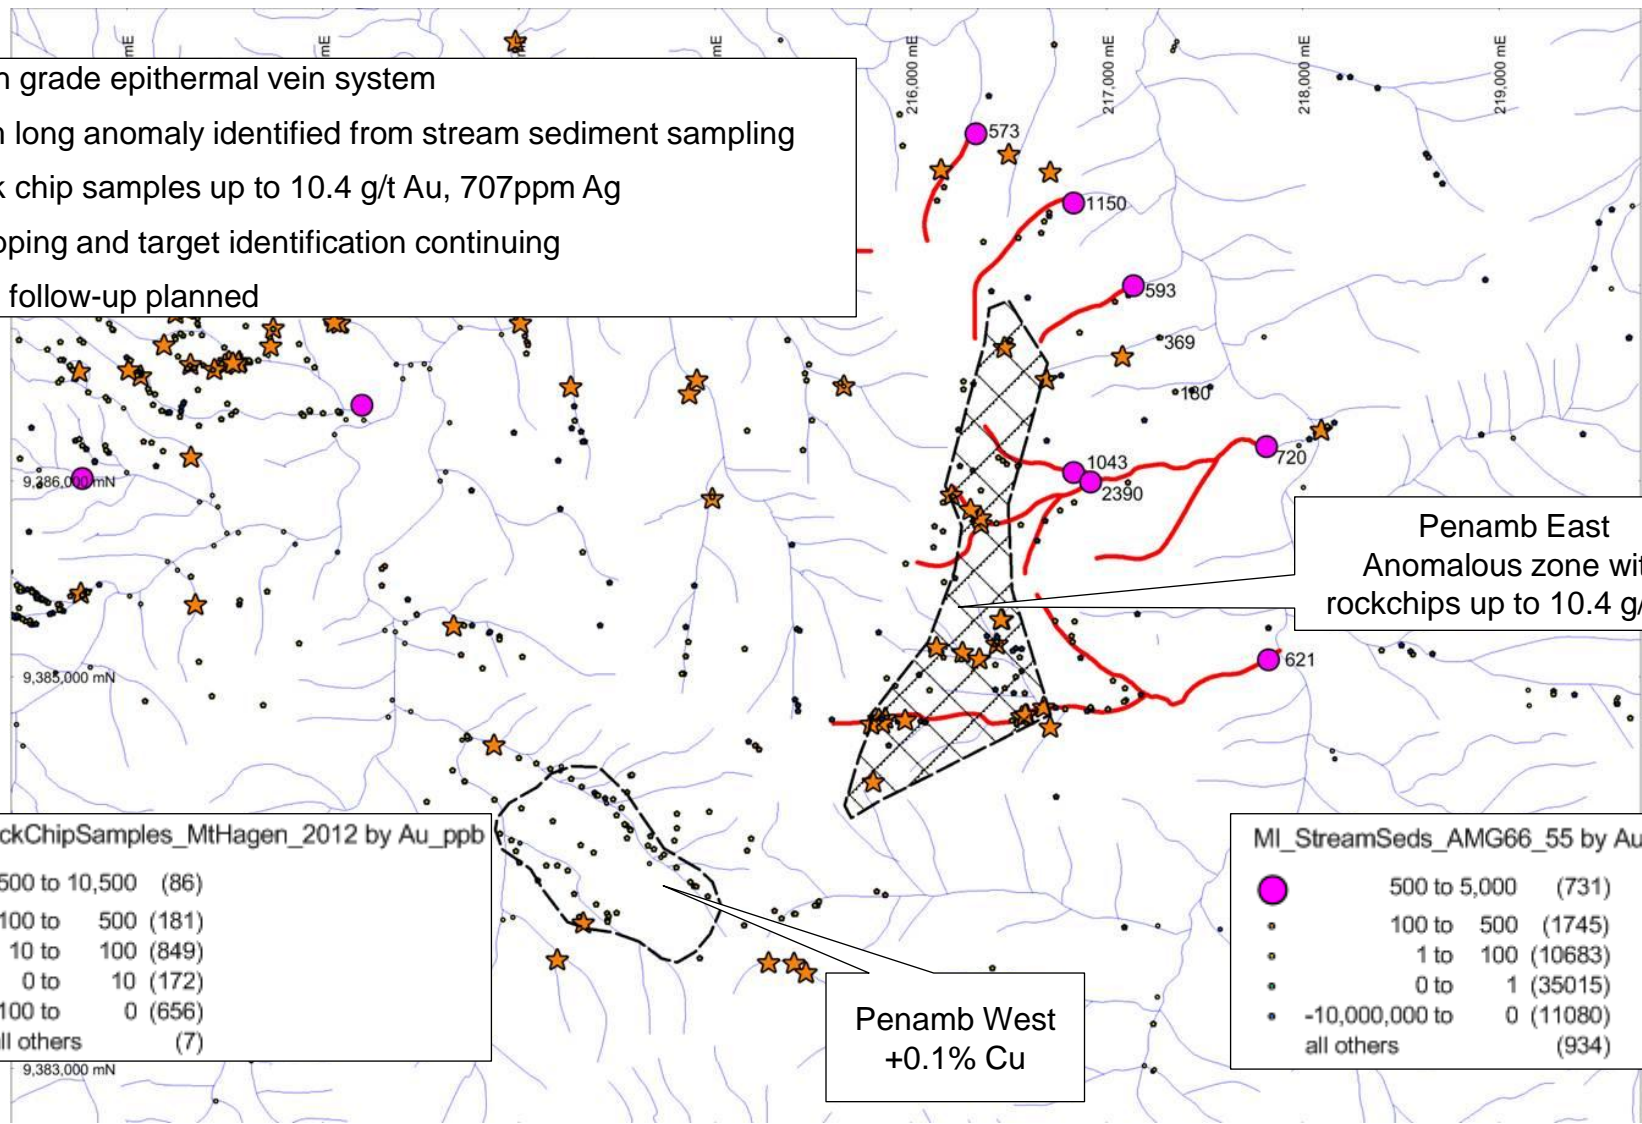 mE
mE
mE
mE
216,000 mE
217,000 mE
218,000 mE
219,000 mE
grade epithermal vein system
long anomaly identified from stream sediment sampling
chip samples up to 10.4 g/t Au, 707ppm Ag
and target identification continuing
follow-up planned
573
1150
593
369
180
1043
2390
720
621
9,386,000 mN
9,385,000 mN
9,383,000 mN
Penamb East
Anomalous zone
rockchips up to 10.4
ckChipSamples_MtHagen_2012 by Au_ppb
500 to 10,500 (86)
100 to 500 (181)
10 to 100 (849)
0 to 10 (172)
100 to 0 (656)
others (7)
Penamb West
+0.1% Cu
MI_StreamSeds_AMG66_55 by Au
500 to 5,000 (731)
100 to 500 (1745)
1 to 100 (10683)
0 to 1 (35015)
-10,000,000 to 0 (11080)
all others (934)